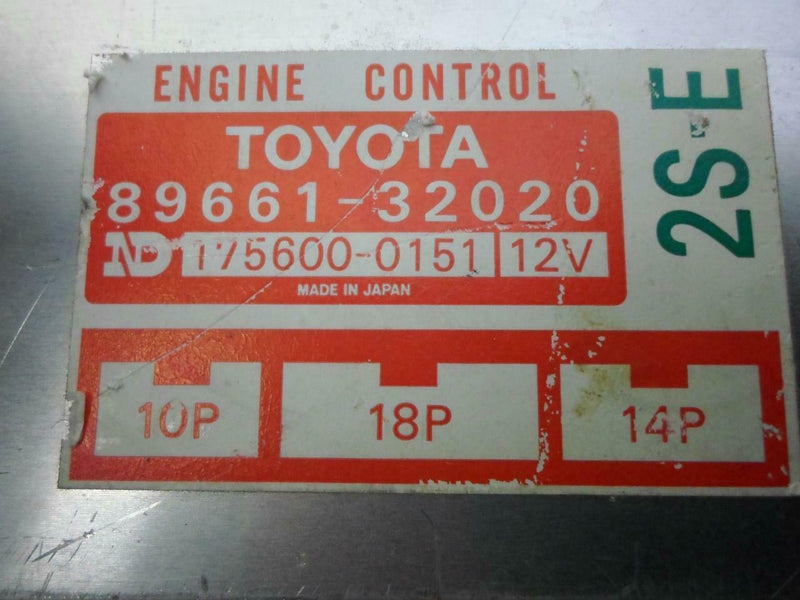 ENGINE CONTROL
TOYOTA
89661-32020
ND 175600-0151 12V
MADE IN JAPAN
2S-E
10P 18P 14P